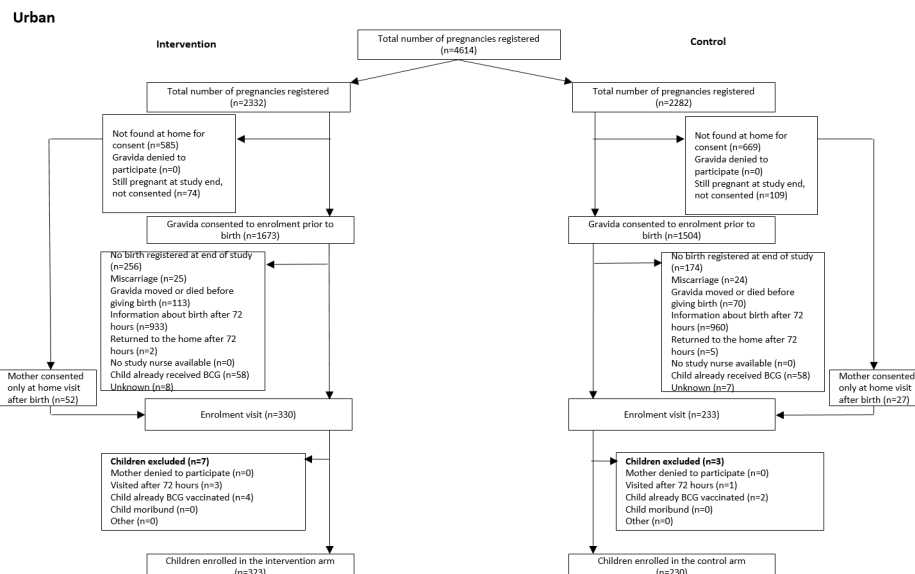 Urban
Intervention
Control
Total number of pregnancies registered
(n=4614)
Total number of pregnancies registered
(n=2332)
Total number of pregnancies registered
(n=2282)
Not found at home for
consent (n=585)
Gravida denied to
participate (n=0)
Still pregnant at study end,
not consented (n=74)
Not found at home for
consent (n=669)
Gravida denied to
participate (n=0)
Still pregnant at study end,
not consented (n=109)
Gravida consented to enrolment prior to
birth (n=1673)
Gravida consented to enrolment prior to
birth (n=1504)
No birth registered at end of study
(n=256)
Miscarriage (n=25)
Gravida moved or died before
giving birth (n=113)
Information about birth after 72
hours (n=933)
Returned to the home after 72
hours (n=2)
No study nurse available (n=0)
Child already received BCG (n=58)
Unknown (n=8)
No birth registered at end of study
(n=174)
Miscarriage (n=24)
Gravida moved or died before
giving birth (n=70)
Information about birth after 72
hours (n=960)
Returned to the home after 72
hours (n=5)
No study nurse available (n=0)
Child already received BCG (n=58)
Unknown (n=7)
Mother consented
only at home visit
after birth (n=52)
Mother consented
only at home visit
after birth (n=27)
Enrolment visit (n=330)
Enrolment visit (n=233)
Children excluded (n=7)
Mother denied to participate (n=0)
Visited after 72 hours (n=3)
Child already BCG vaccinated (n=4)
Child moribund (n=0)
Other (n=0)
Children excluded (n=3)
Mother denied to participate (n=0)
Visited after 72 hours (n=1)
Child already BCG vaccinated (n=2)
Child moribund (n=0)
Other (n=0)
Children enrolled in the intervention arm
(n=323)
Children enrolled in the control arm
(n=230)